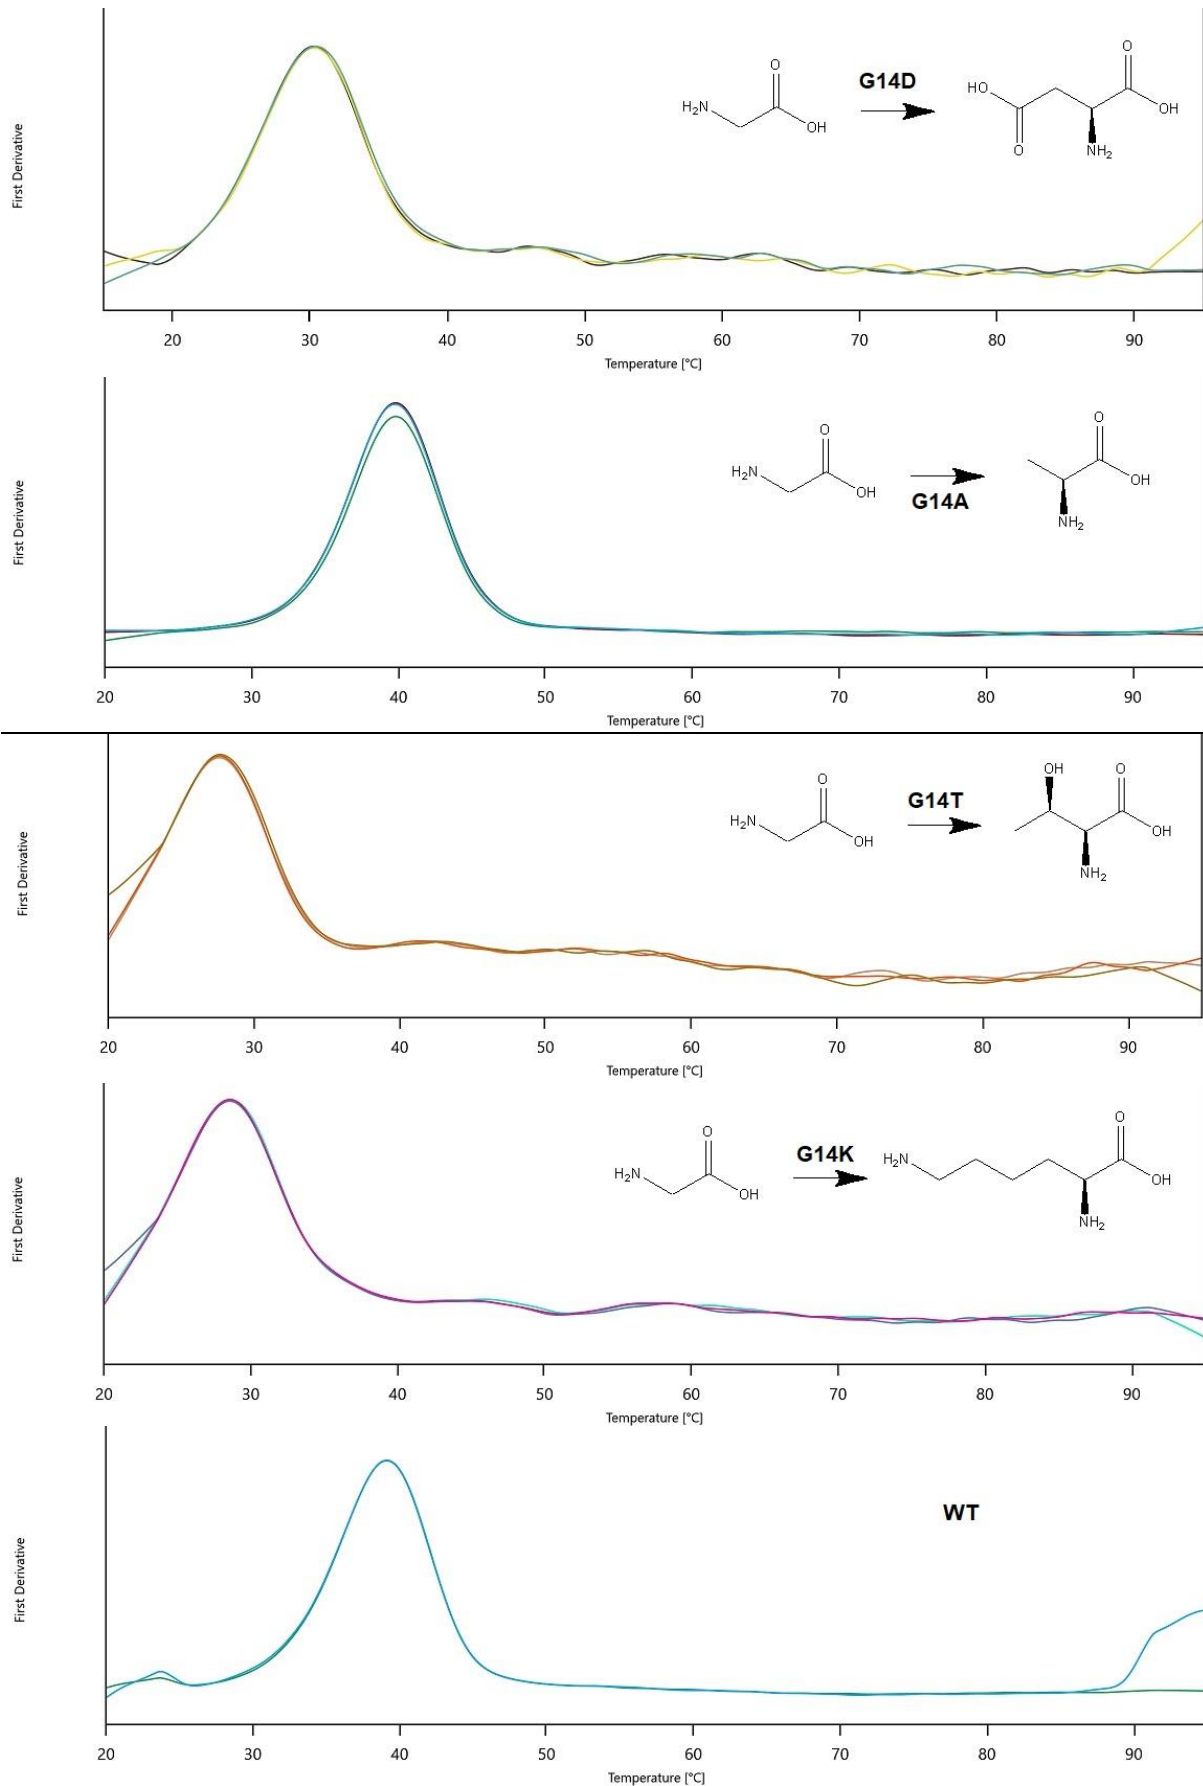 First Derivative
G14D
H₂N
O
OH
HO
O
O
OH
NH₂
20 30 40 50 60 70 80 90
Temperature [°C]
First Derivative
G14A
H₂N
O
OH
O
OH
NH₂
20 30 40 50 60 70 80 90
Temperature [°C]
First Derivative
G14T
H₂N
O
OH
OH
O
OH
NH₂
20 30 40 50 60 70 80 90
Temperature [°C]
First Derivative
G14K
H₂N
O
OH
H₂N
O
OH
NH₂
20 30 40 50 60 70 80 90
Temperature [°C]
First Derivative
WT
20 30 40 50 60 70 80 90
Temperature [°C]